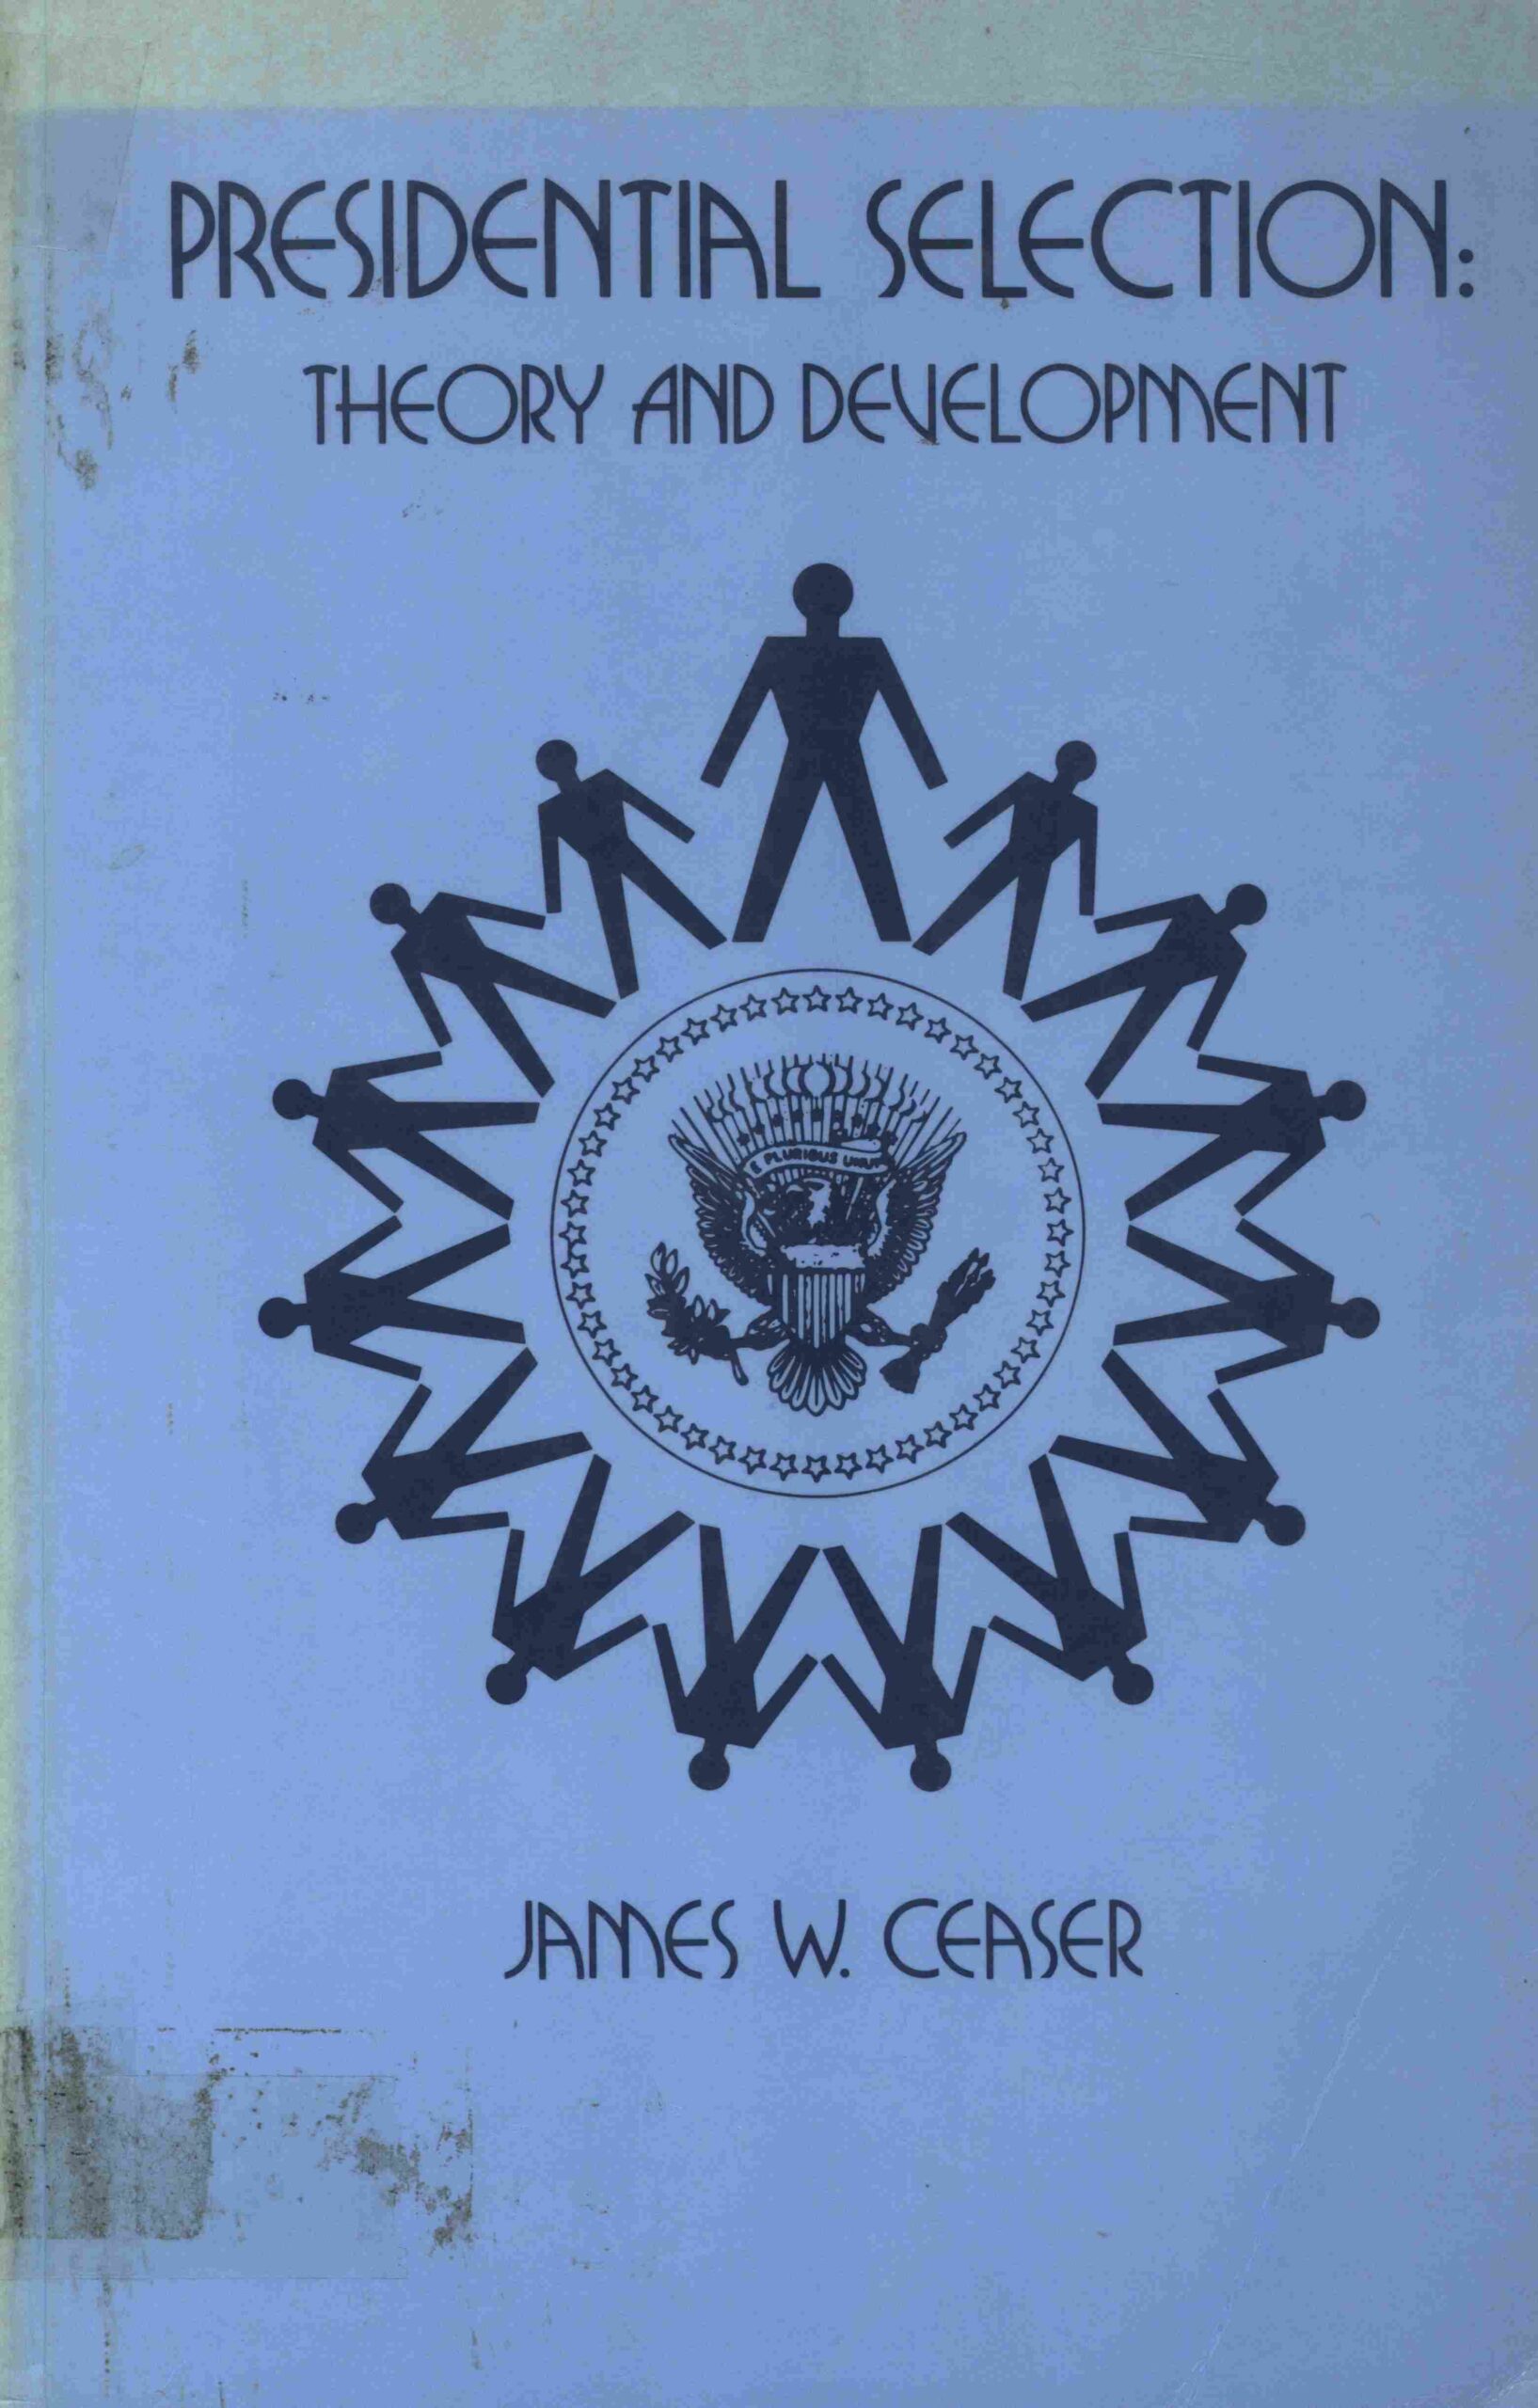 PRESIDENTIAL SELECTION:
THEORY AND DEVELOPMENT
E PLURIBUS UNUM
JAMES W. CEASER